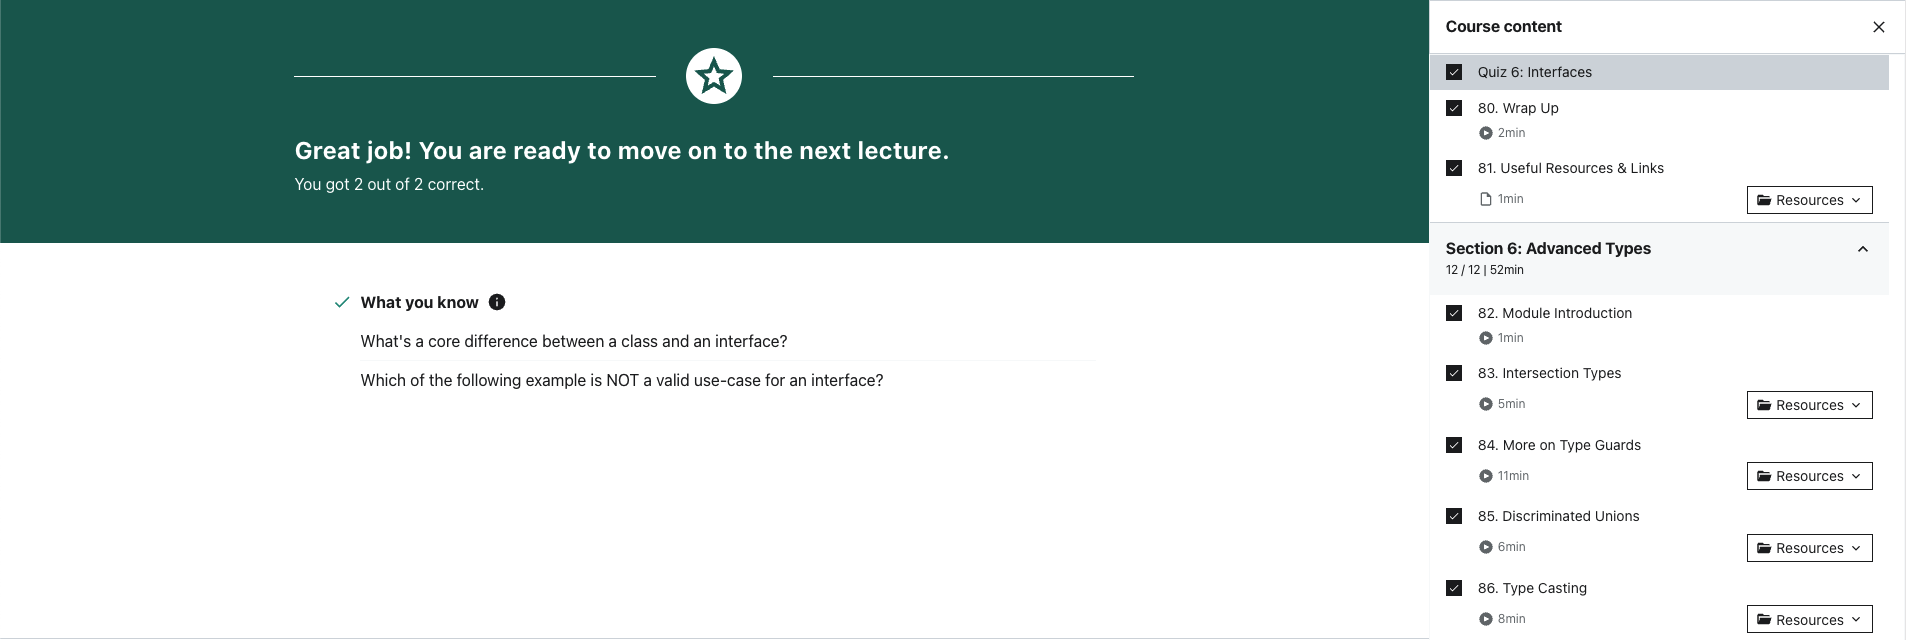 Great job! You are ready to move on to the next lecture.
You got 2 out of 2 correct.
What you know
What's a core difference between a class and an interface?
Which of the following example is NOT a valid use-case for an interface?
Course content
Quiz 6: Interfaces
80. Wrap Up
2min
81. Useful Resources & Links
1min
Resources
Section 6: Advanced Types
12 / 12 | 52min
82. Module Introduction
1min
83. Intersection Types
5min
Resources
84. More on Type Guards
11min
Resources
85. Discriminated Unions
6min
Resources
86. Type Casting
8min
Resources